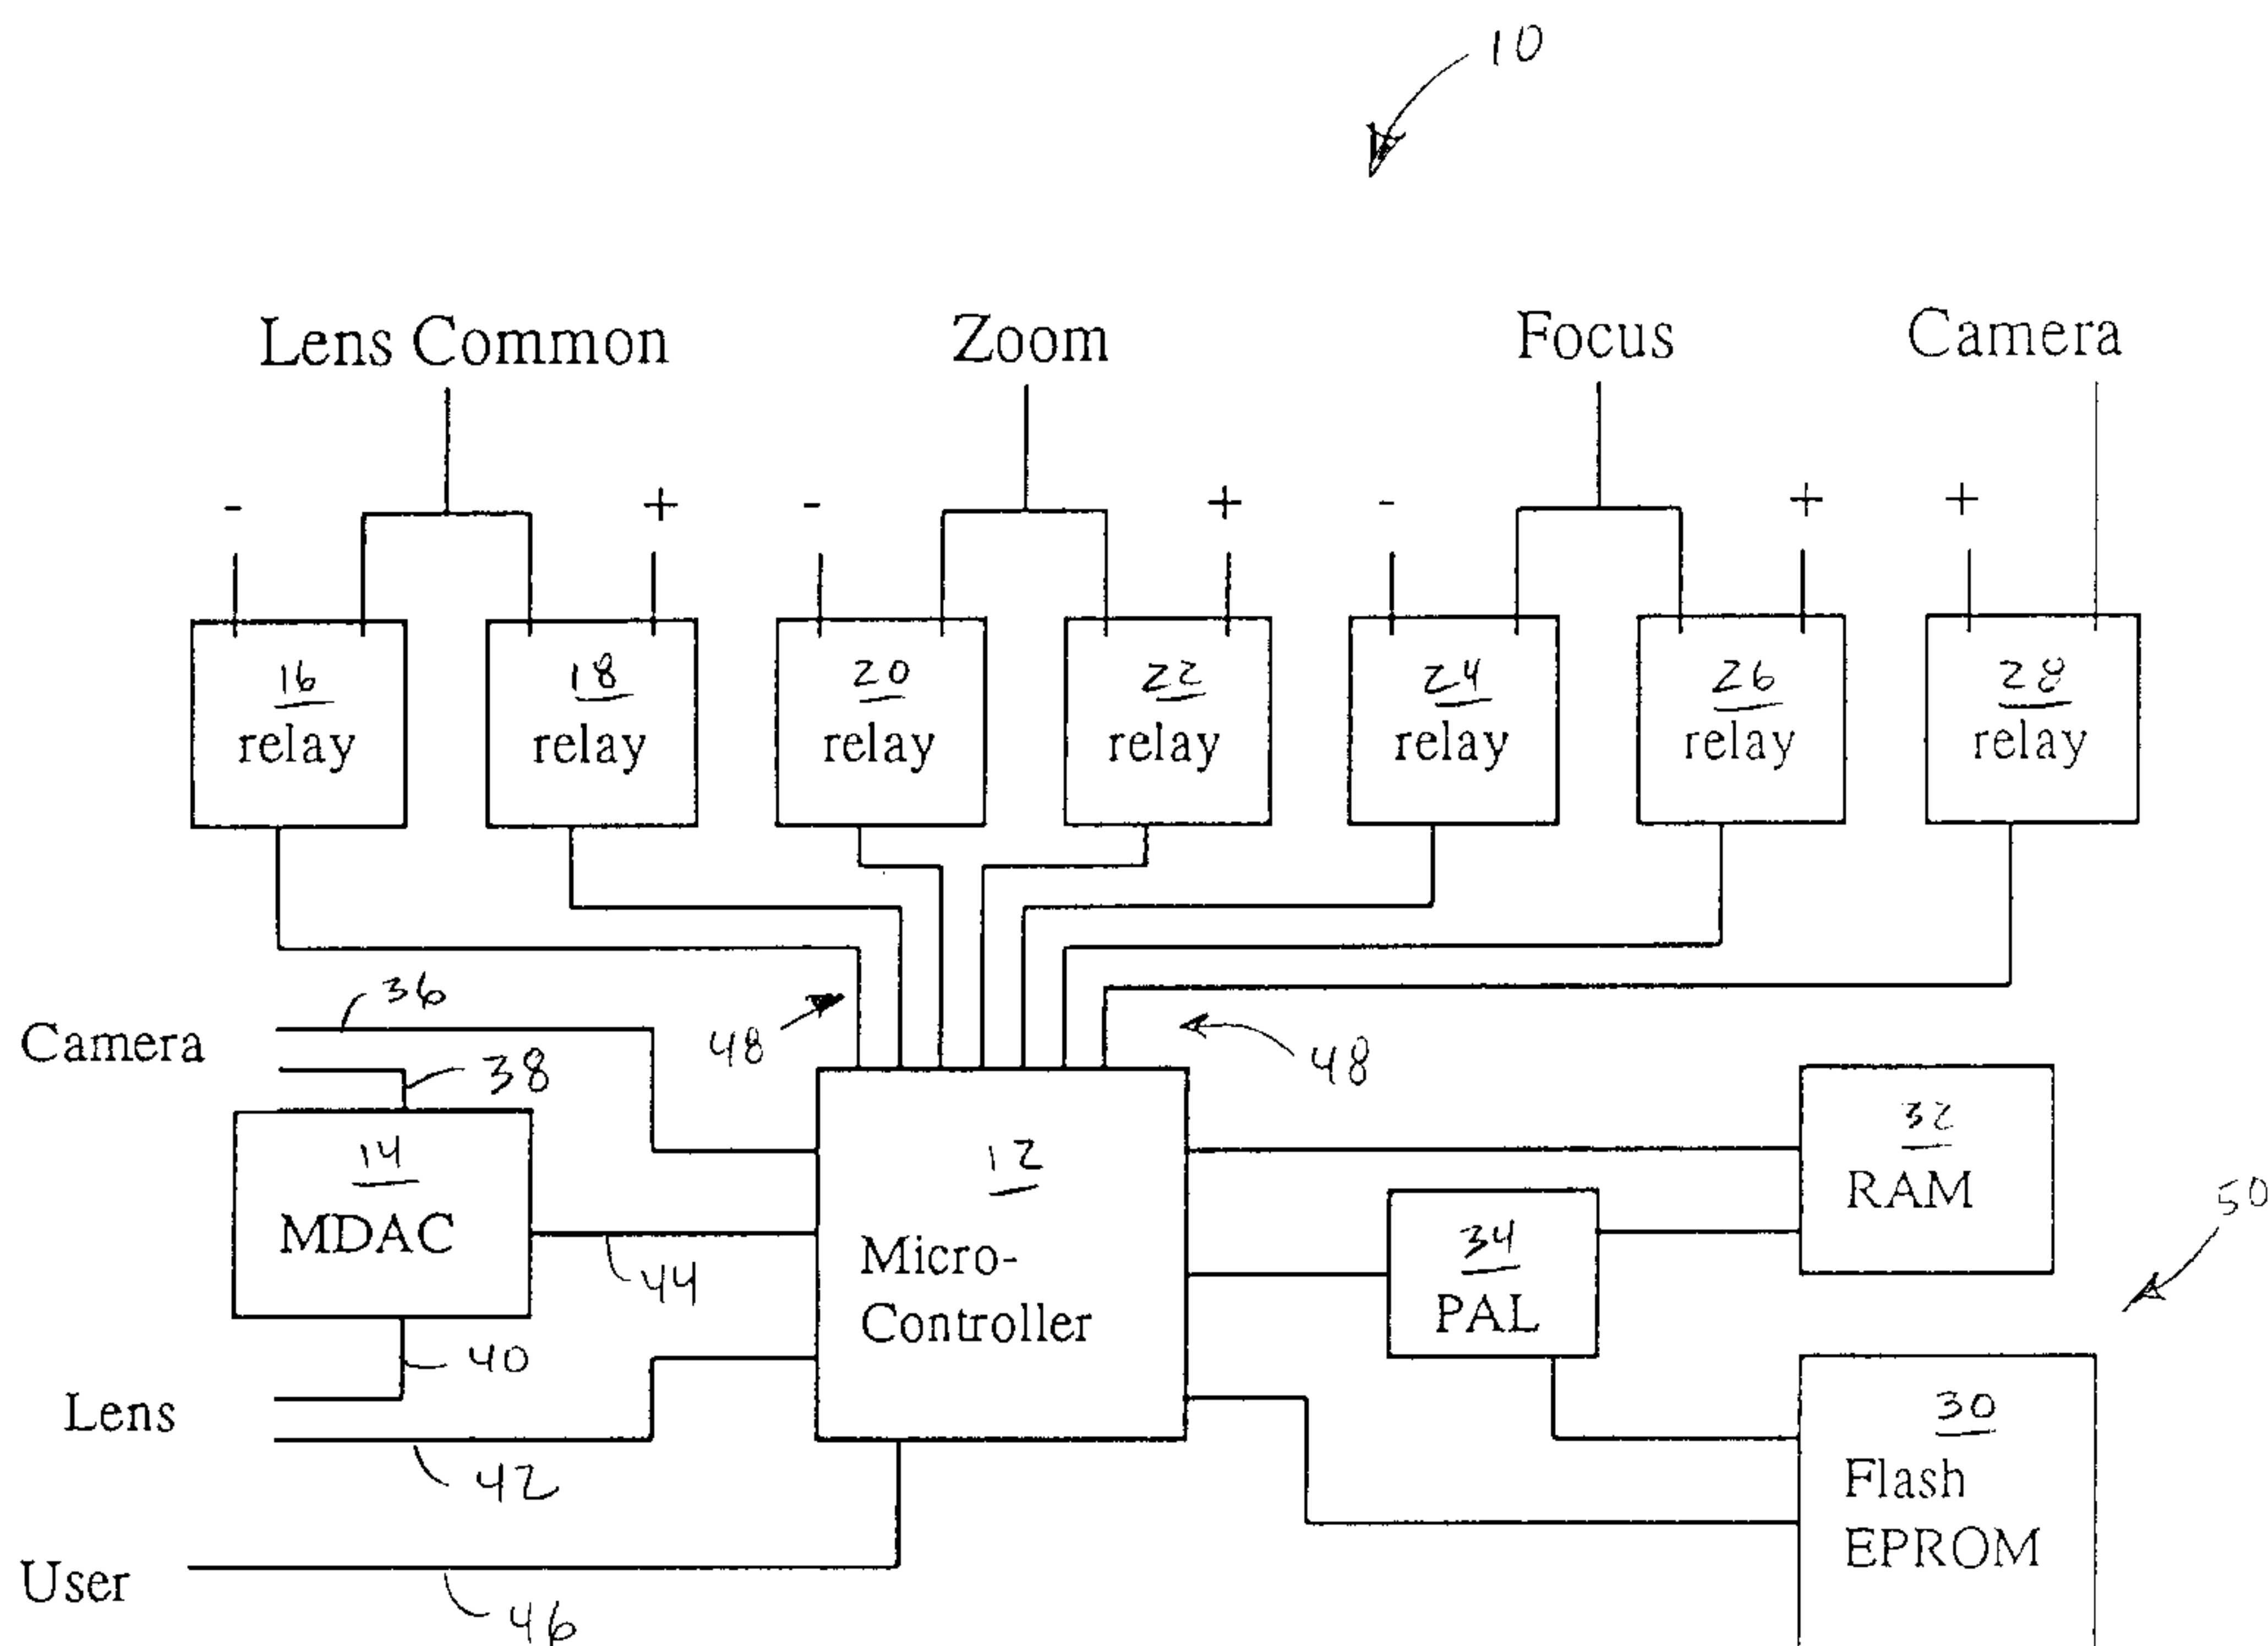 10
Lens Common
Zoom
Focus
Camera
- + - + - + +
16 18 20 22 24 26 28
relay relay relay relay relay relay relay
36
Camera
48
48
38
14
MDAC
12
Micro-
Controller
32
RAM
50
34
PAL
44
40
Lens
30
Flash
EPROM
42
User
46